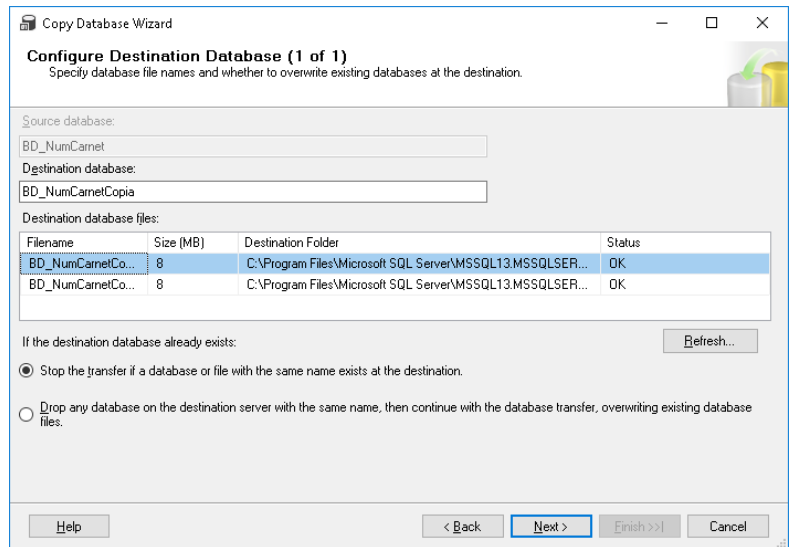 Copy Database Wizard
Configure Destination Database (1 of 1)
Specify database file names and whether to overwrite existing databases at the destination.
Source database:
BD_NumCarnet
Destination database:
BD_NumCarnetCopia
Destination database files:
Filename Size (MB) Destination Folder Status
BD_NumCarnetCo... 8 C:\Program Files\Microsoft SQL Server\MSSQL13.MSSQLSER... OK
BD_NumCarnetCo... 8 C:\Program Files\Microsoft SQL Server\MSSQL13.MSSQLSER... OK
If the destination database already exists: Refresh...
Stop the transfer if a database or file with the same name exists at the destination.
Drop any database on the destination server with the same name, then continue with the database transfer, overwriting existing database
files.
Help < Back Next > Finish >>| Cancel